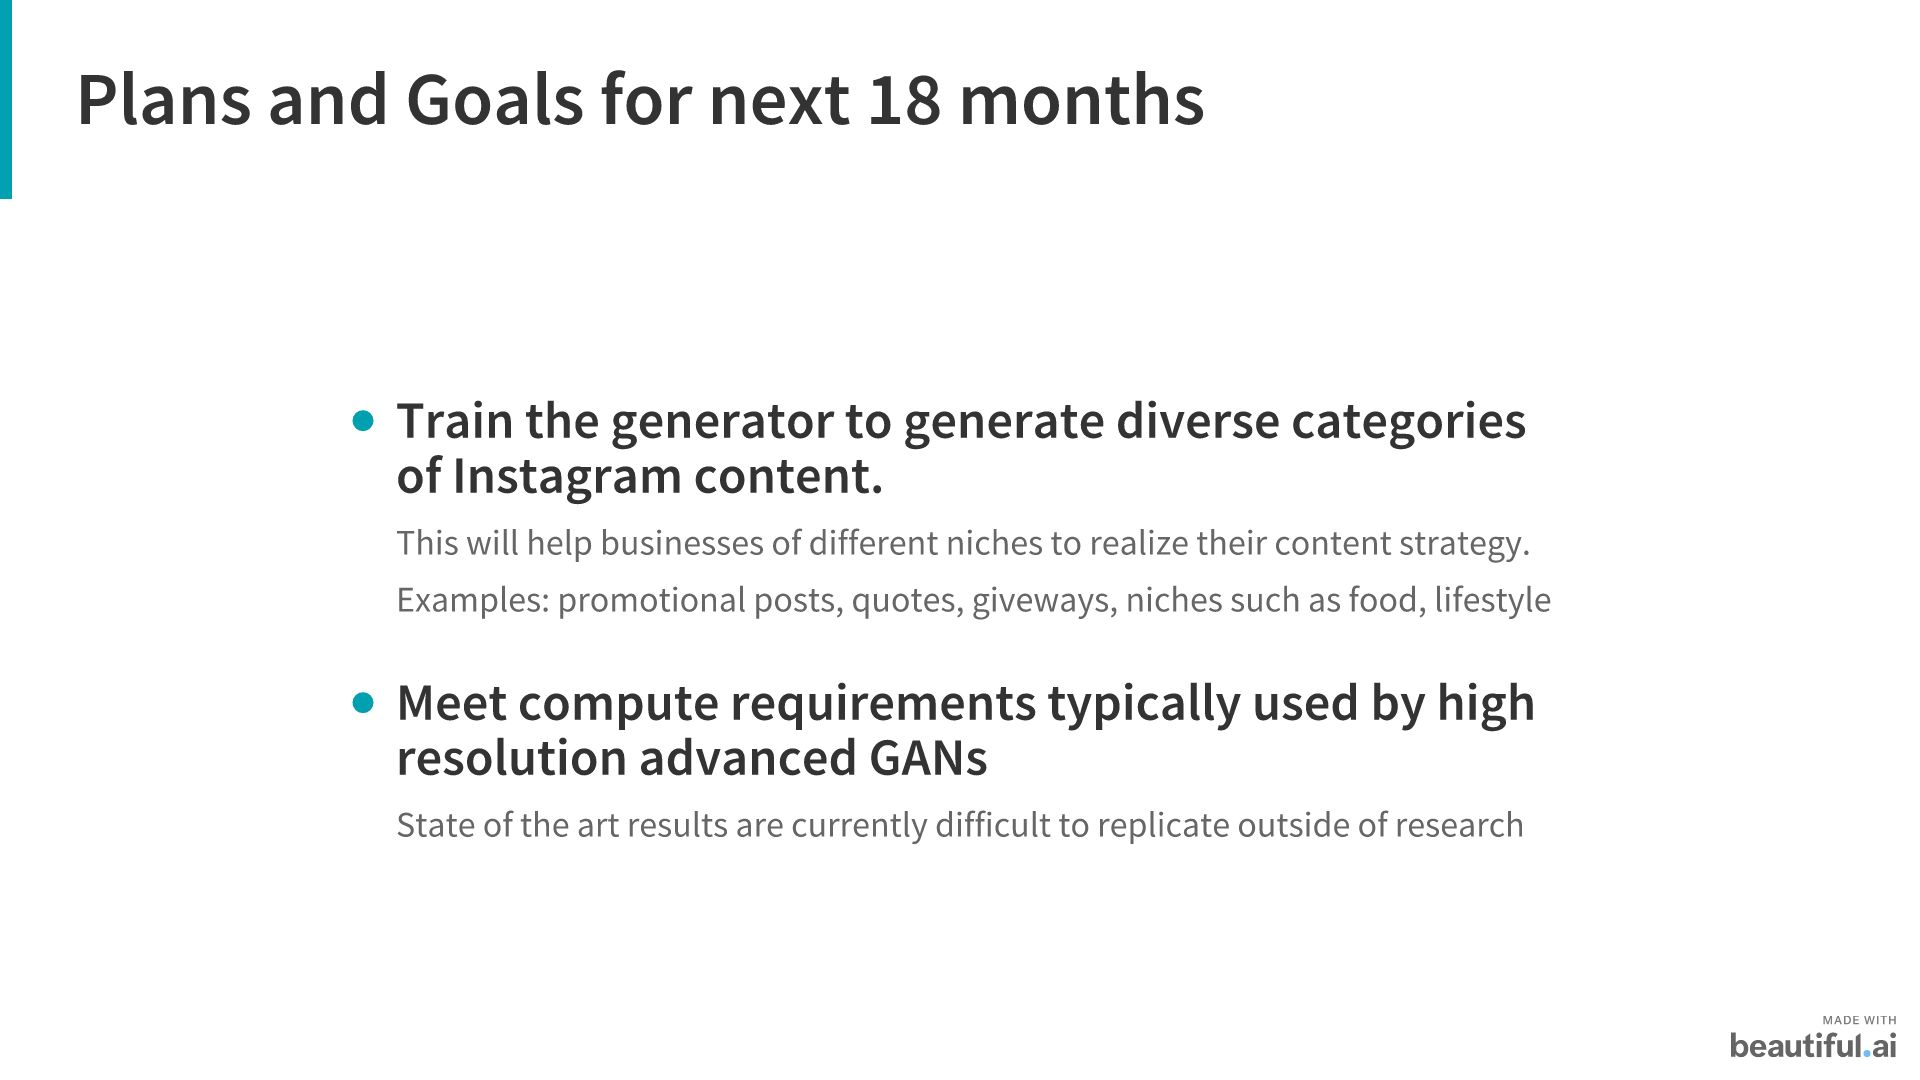 Plans and Goals for next 18 months
Train the generator to generate diverse categories
of Instagram content.
This will help businesses of different niches to realize their content strategy.
Examples: promotional posts, quotes, giveways, niches such as food, lifestyle
Meet compute requirements typically used by high
resolution advanced GANs
State of the art results are currently difficult to replicate outside of research
MADE WITH
beautiful.ai